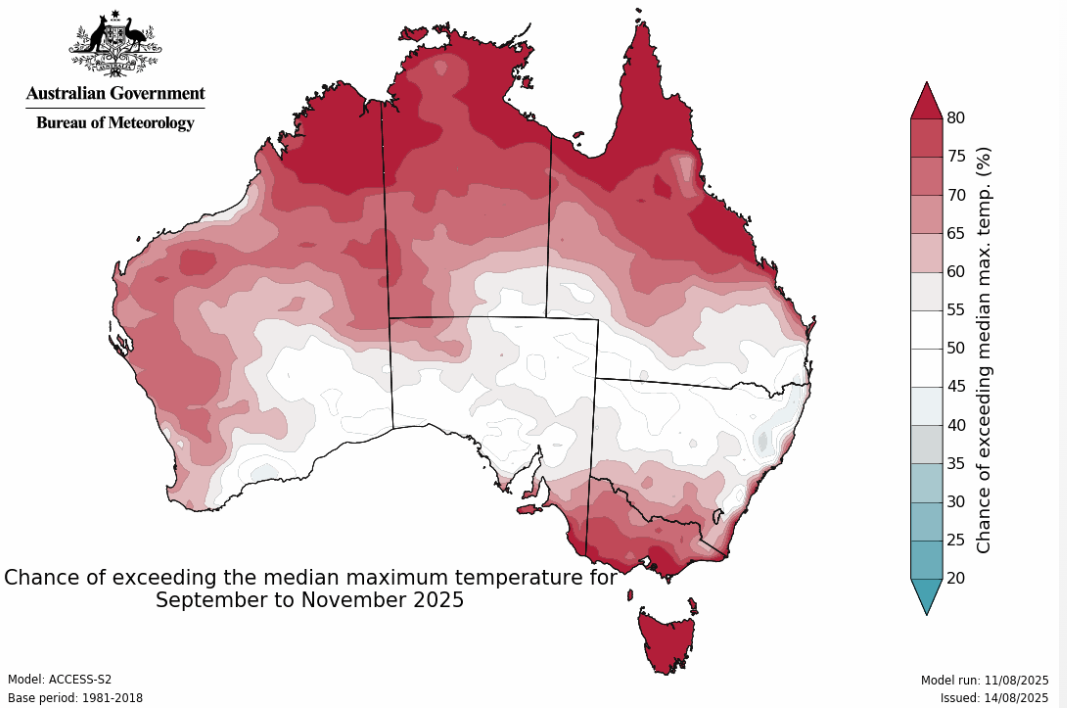 Australian Government
Bureau of Meteorology
80
75
70
65
60
55
50
45
40
35
30
25
20
Chance of exceeding median max. temp. (%)
Chance of exceeding the median maximum temperature for
September to November 2025
Model: ACCESS-S2
Base period: 1981-2018
Model run: 11/08/2025
Issued: 14/08/2025